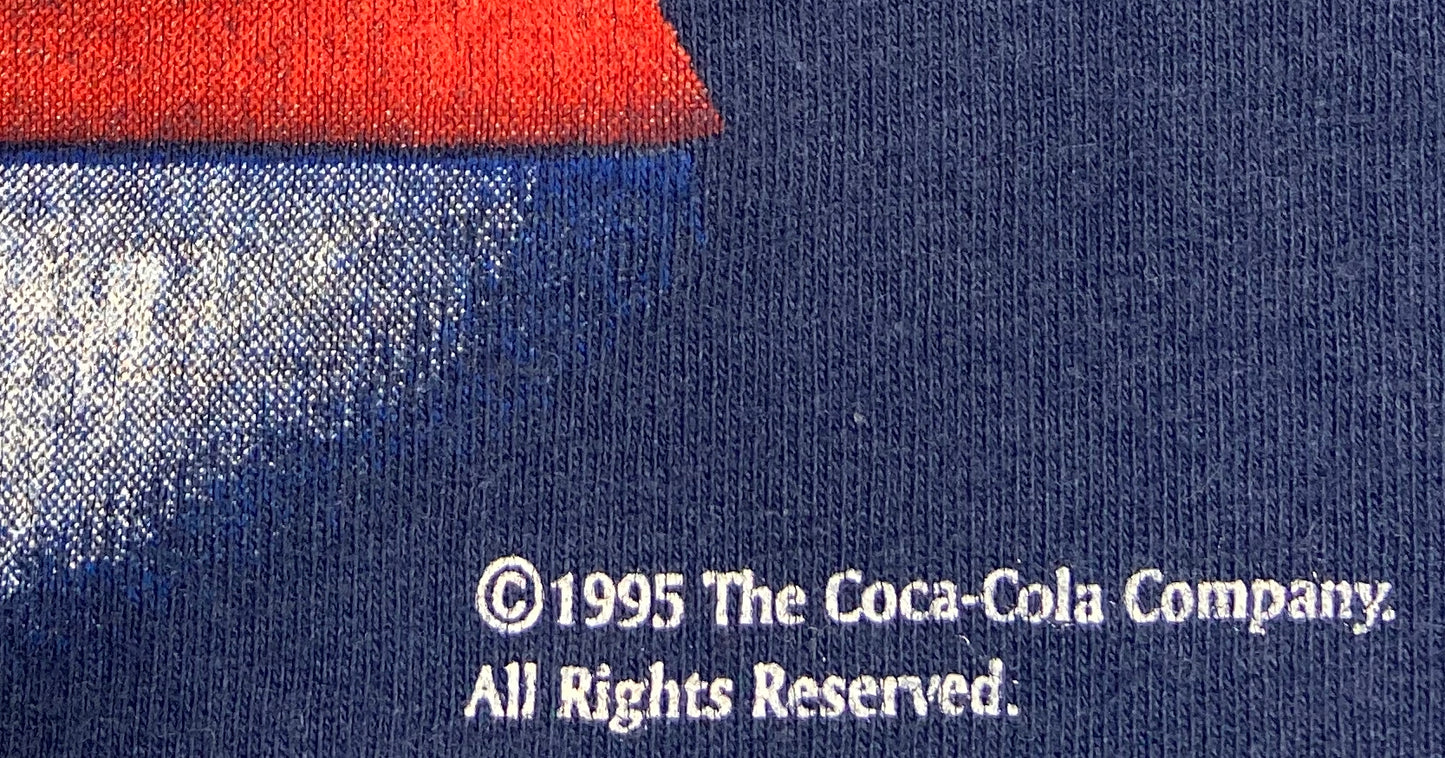 ©1995 The Coca-Cola Company.
All Rights Reserved.